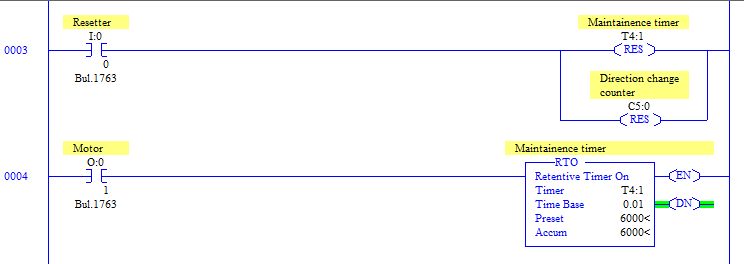 Resetter
Maintainence timer
I:0
T4:1
0003
RES
0
Bul.1763
Direction change
counter
C5:0
RES
Motor
Maintainence timer
O:0
RTO
0004
Retentive Timer On
EN
1
Timer T4:1
Bul.1763
Time Base 0.01
DN
Preset 6000<
Accum 6000<